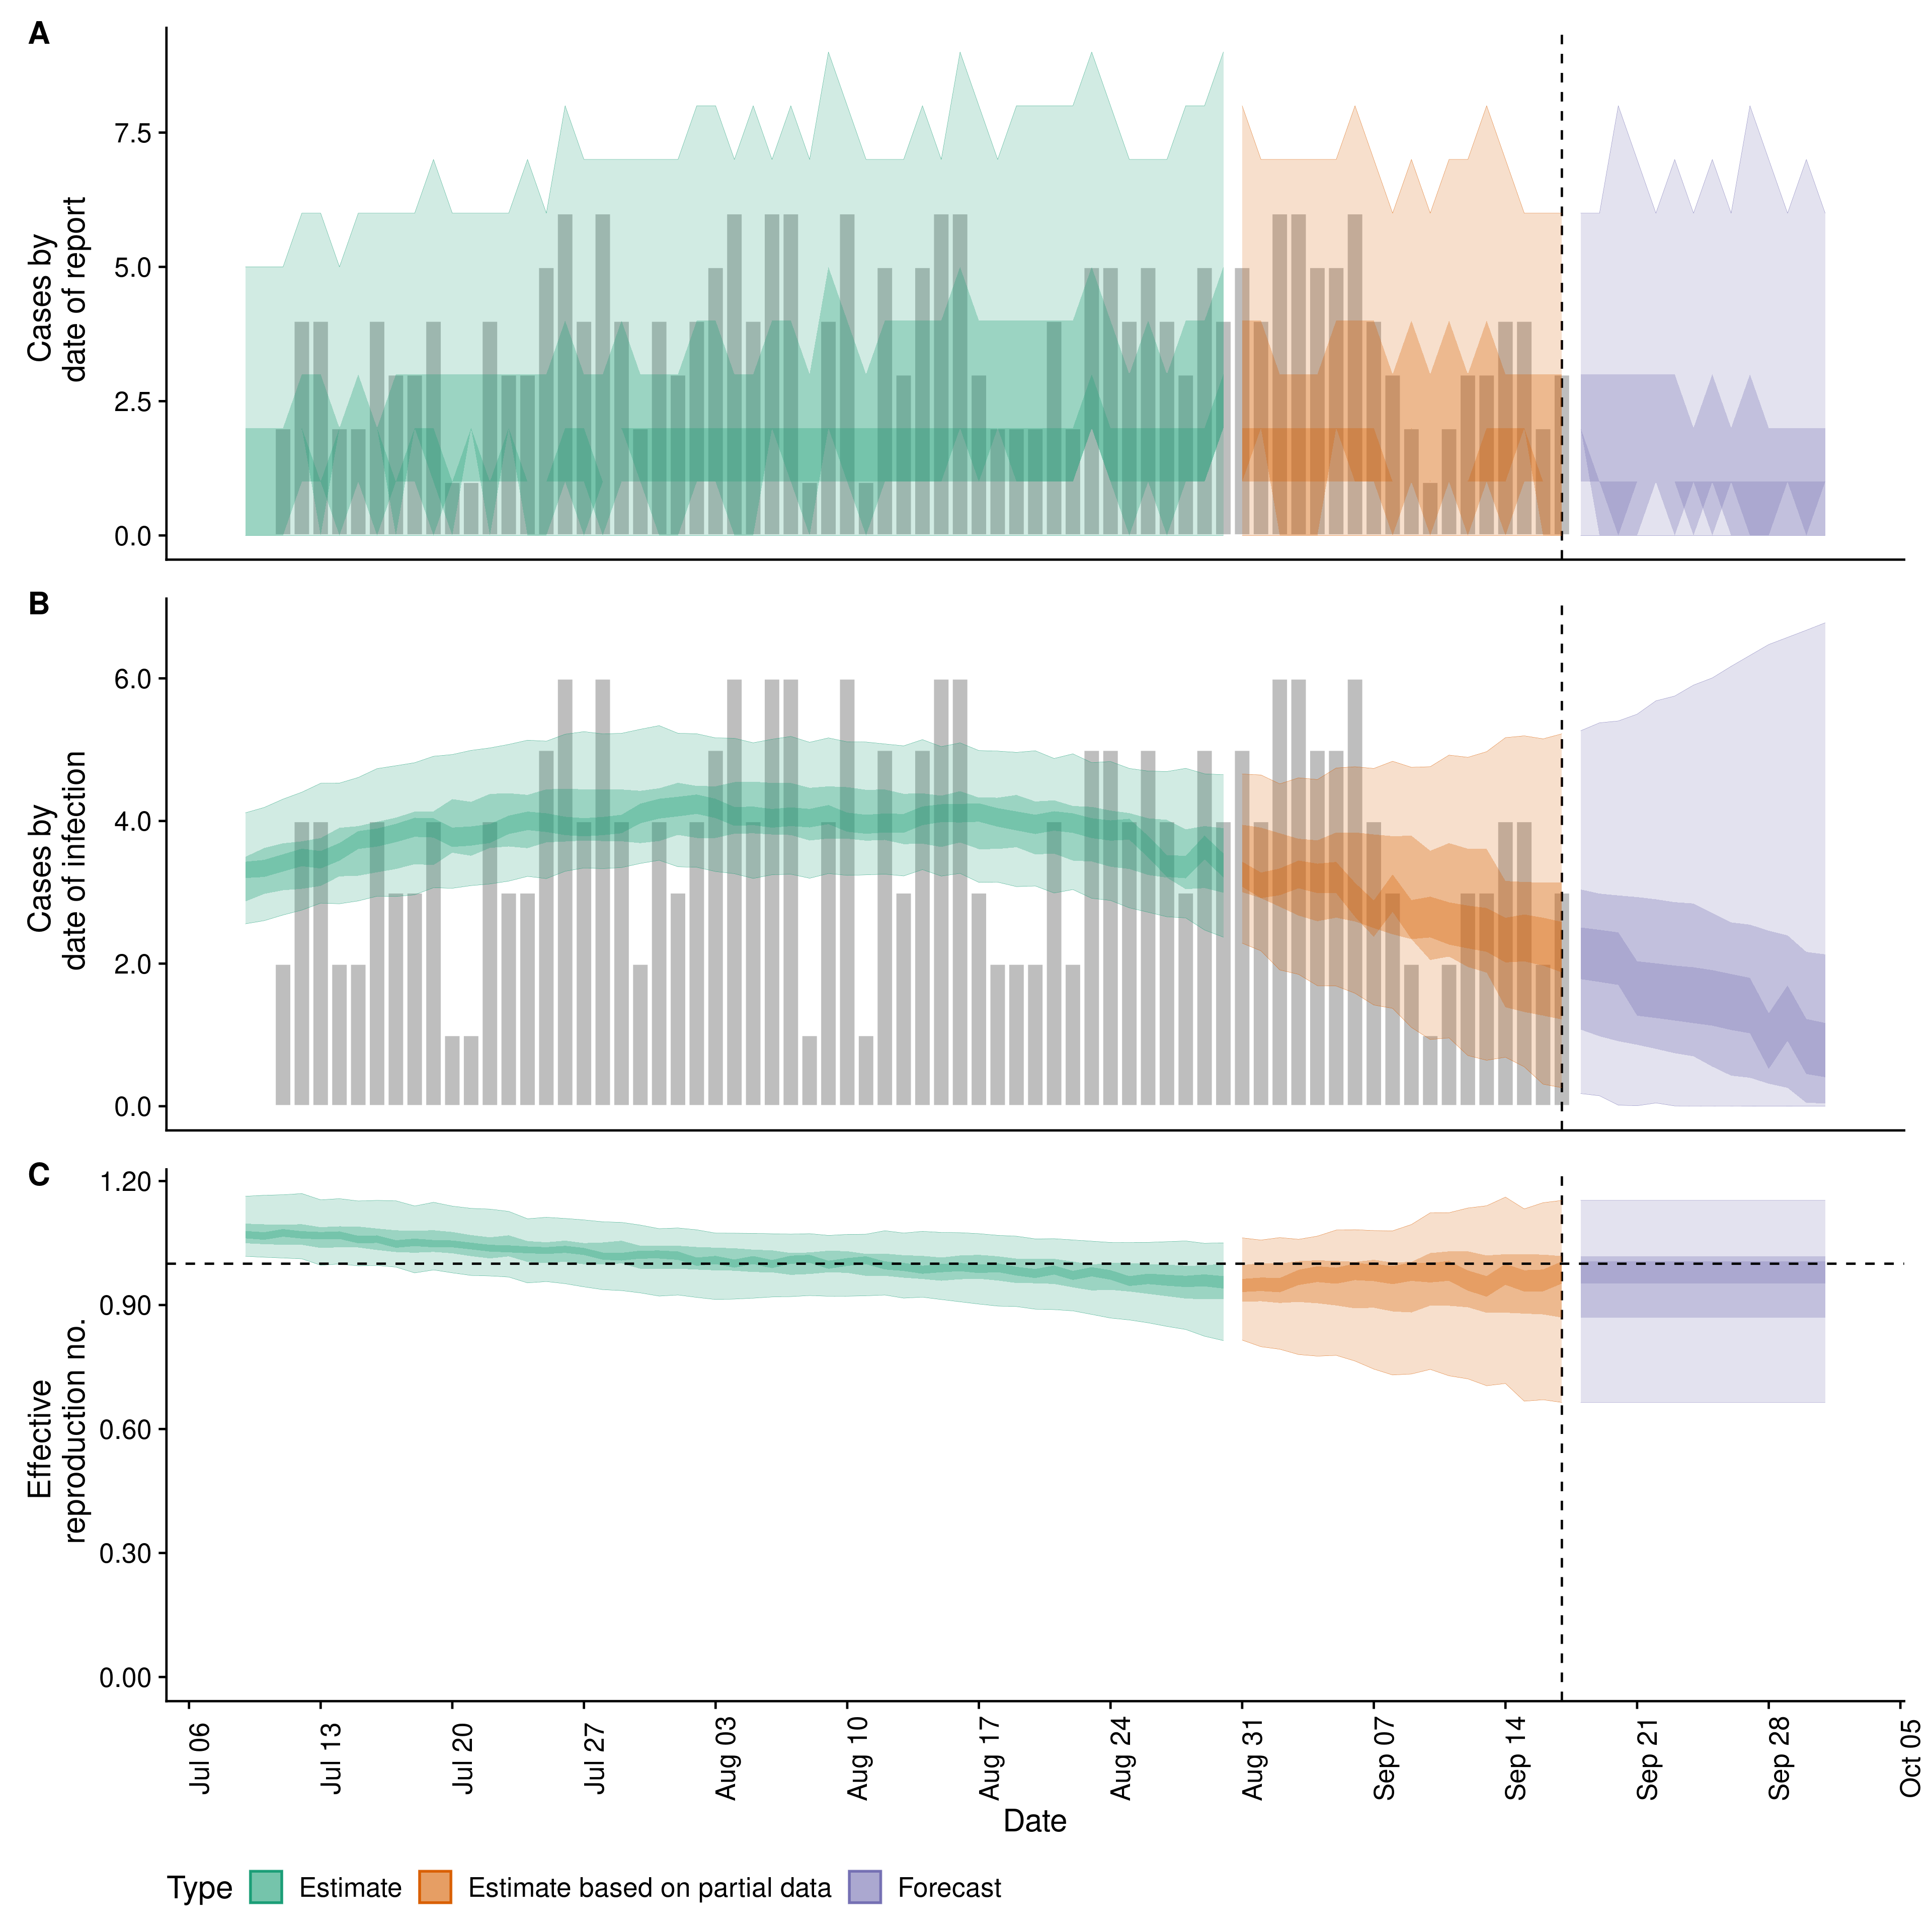 A
Cases by
date of report
7.5
5.0
2.5
0.0
B
Cases by
date of infection
6.0
4.0
2.0
0.0
C
Effective
reproduction no.
1.20
0.90
0.60
0.30
0.00
Jul 06
Jul 13
Jul 20
Jul 27
Aug 03
Aug 10
Aug 17
Aug 24
Aug 31
Sep 07
Sep 14
Sep 21
Sep 28
Oct 05
Date
Type Estimate Estimate based on partial data Forecast